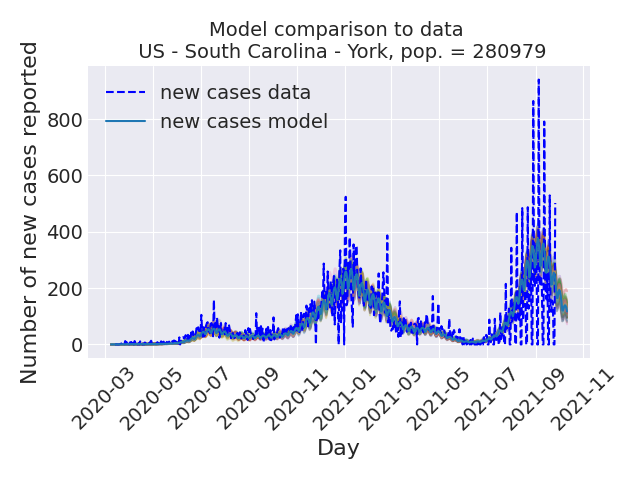 Model comparison to data
US - South Carolina - York, pop. = 280979
Number of new cases reported
new cases data
new cases model
800
600
400
200
0
2020-03
2020-05
2020-07
2020-09
2020-11
2021-01
2021-03
2021-05
2021-07
2021-09
2021-11
Day